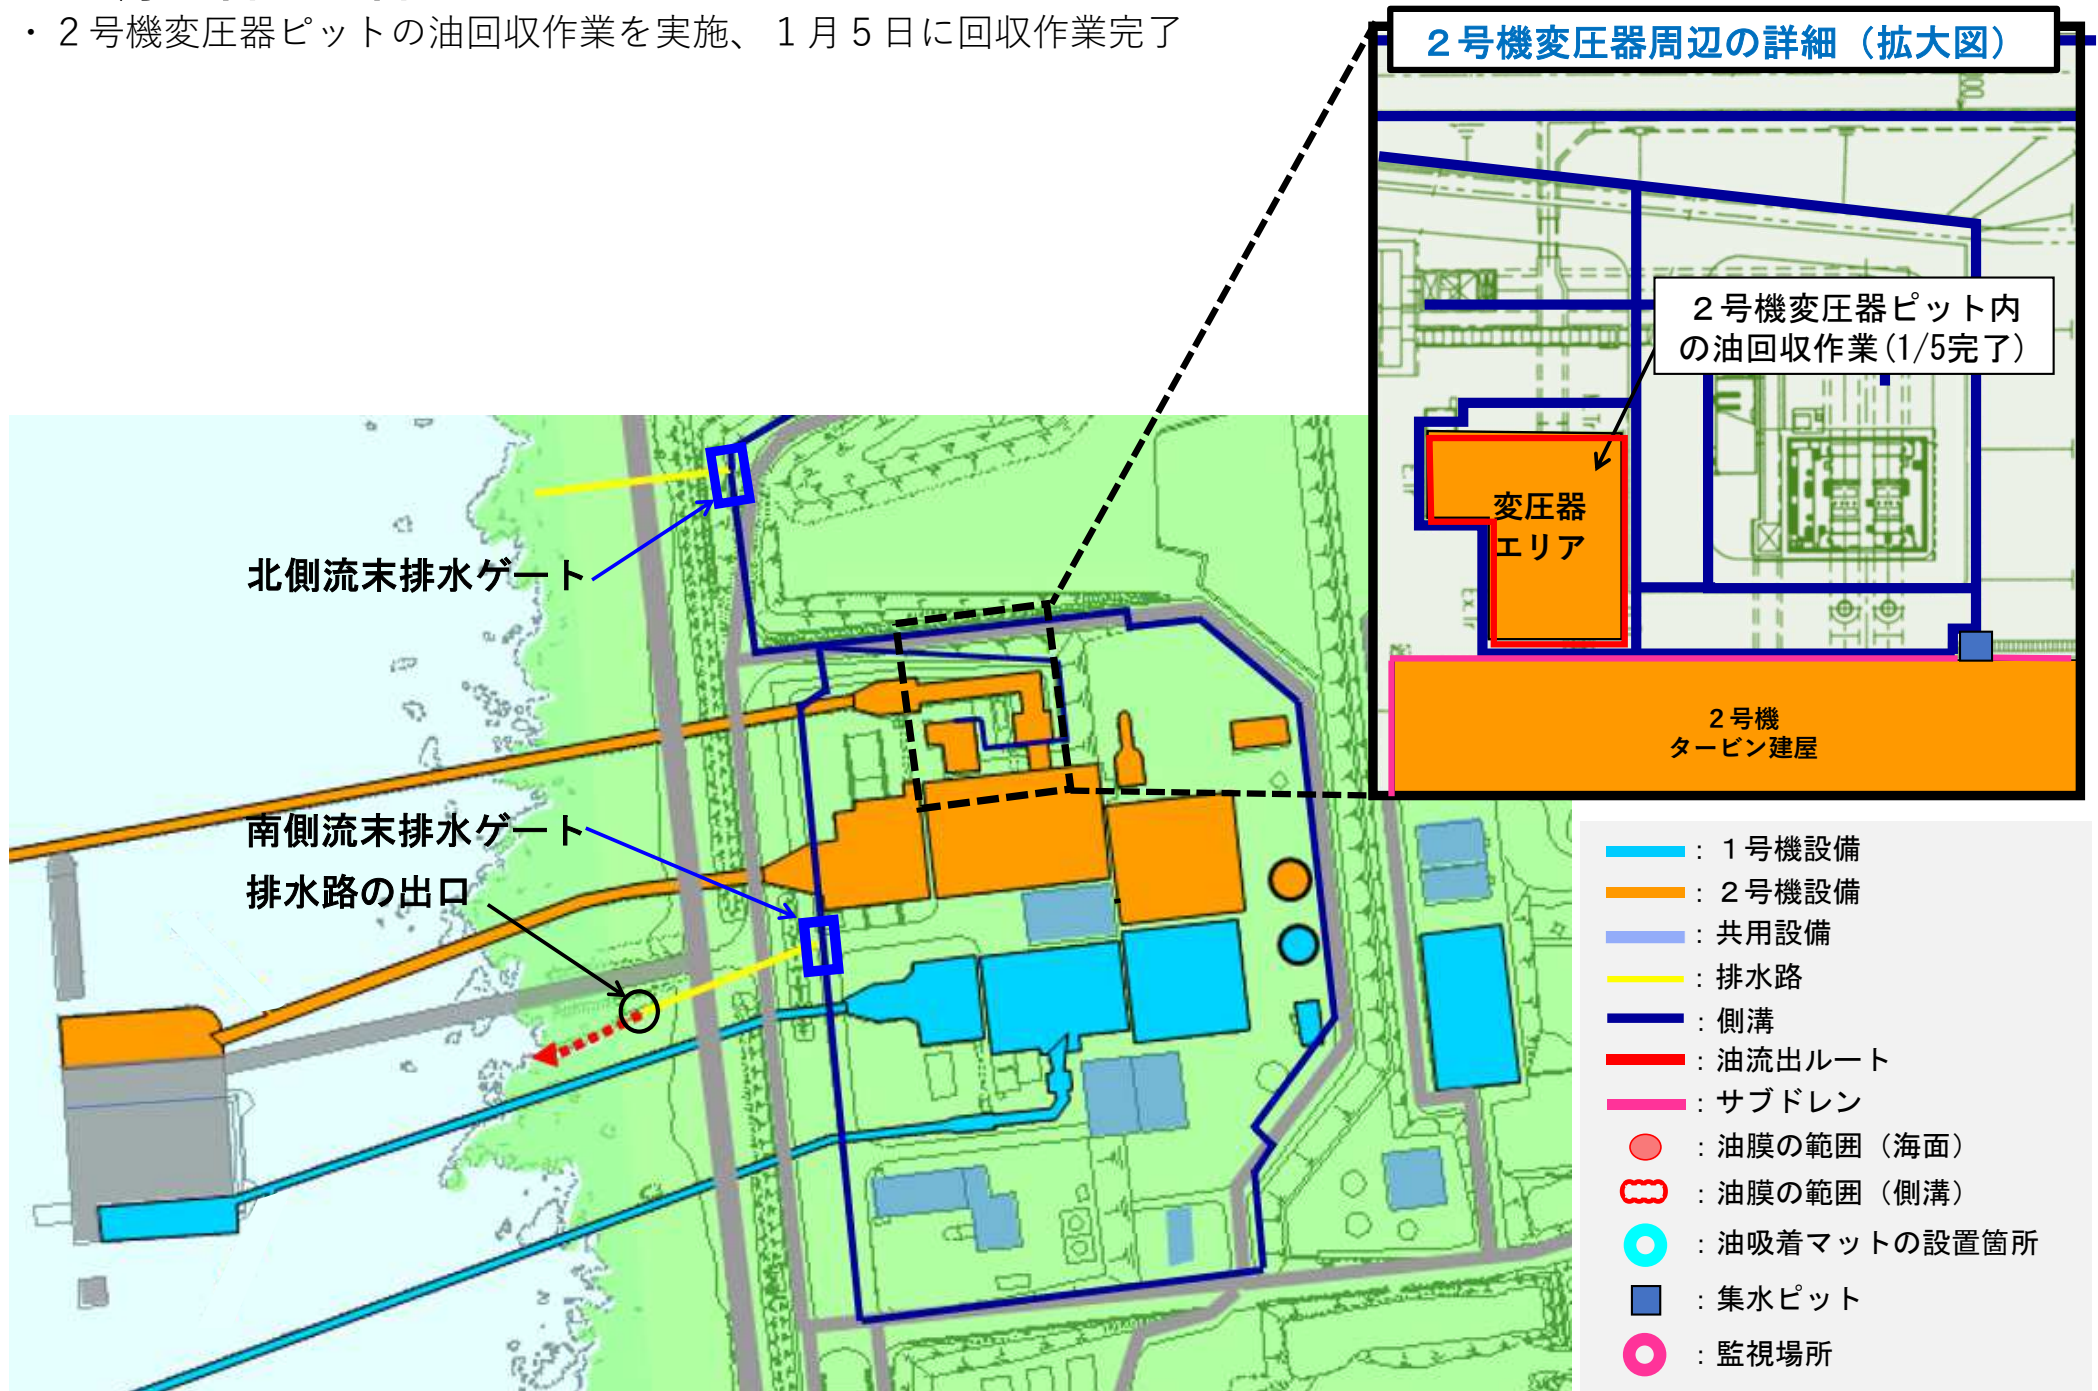 ・２号機変圧器ピットの油回収作業を実施、１月５日に回収作業完了
２号機変圧器周辺の詳細（拡大図）
２号機変圧器ピット内
の油回収作業(1/5完了)
変圧器
エリア
２号機
タービン建屋
北側流末排水ゲート
南側流末排水ゲート
排水路の出口
：１号機設備
：２号機設備
：共用設備
：排水路
：側溝
：油流出ルート
：サブドレン
：油膜の範囲（海面）
：油膜の範囲（側溝）
：油吸着マットの設置箇所
：集水ピット
：監視場所